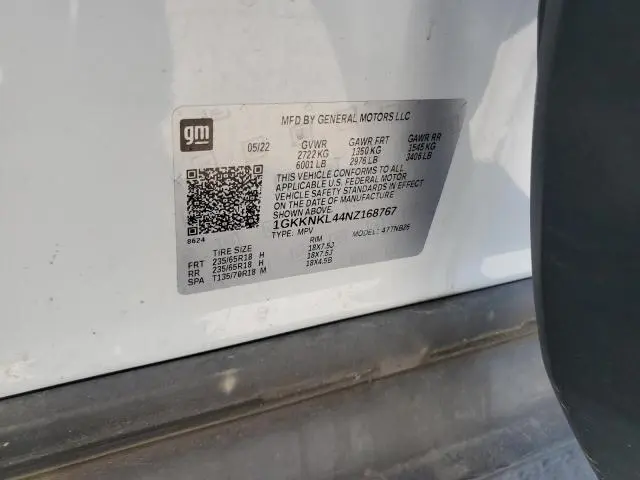 gm
MFD BY GENERAL MOTORS LLC
05/22 GVWR GAWR FRT GAWR RR
2722 KG 1350 KG 1545 KG
6001 LB 2976 LB 3406 LB
THIS VEHICLE CONFORMS TO ALL
APPLICABLE U.S. FEDERAL MOTOR
VEHICLE SAFETY STANDARDS IN EFFECT
ON THE DATE OF MANUFACTURE
SHOWN ABOVE.
1GKKNKL44NZ168767
TYPE: MPV MODEL: 4T7NB26
8624
TIRE SIZE RIM
FRT 235/65R18 H 18X7.5J
RR 235/65R18 H 18X7.5J
SPA T135/70R18 M 18X4.5B